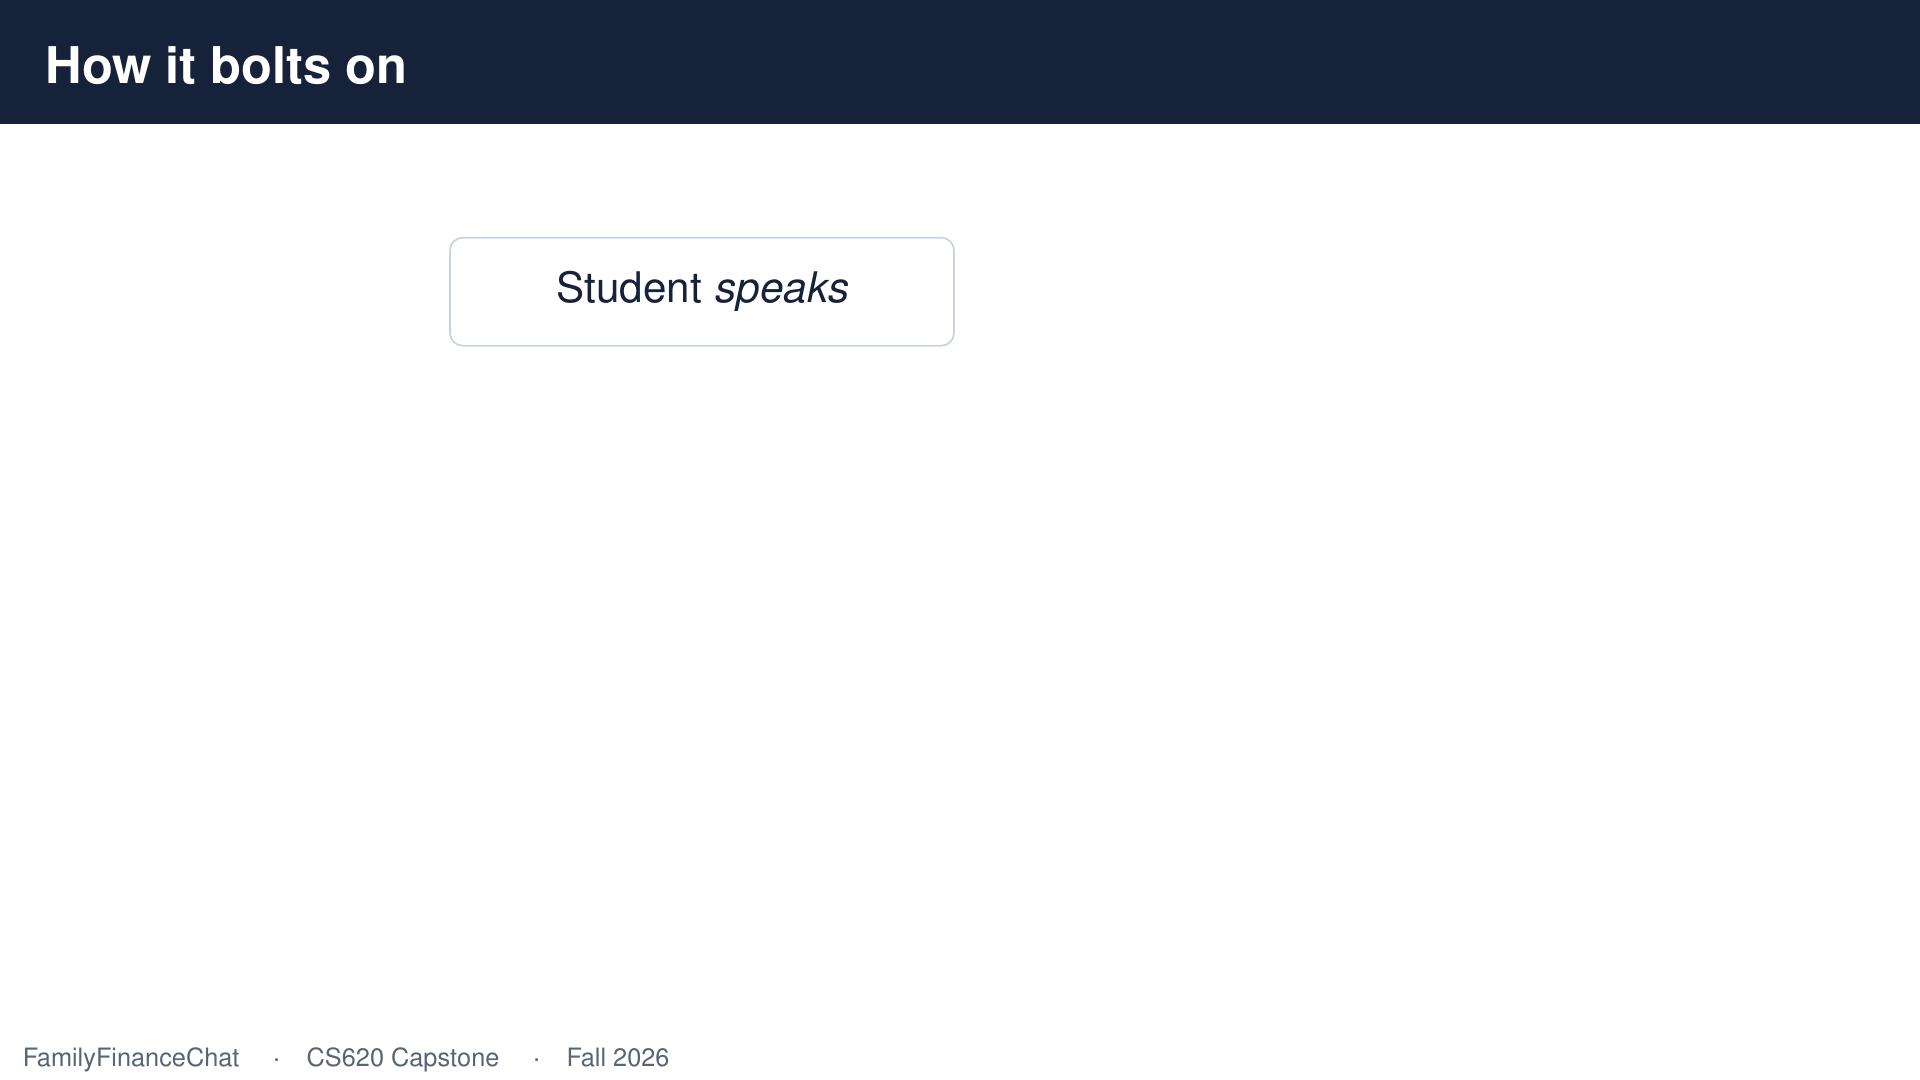 How it bolts on
Student speaks
FamilyFinanceChat · CS620 Capstone · Fall 2026